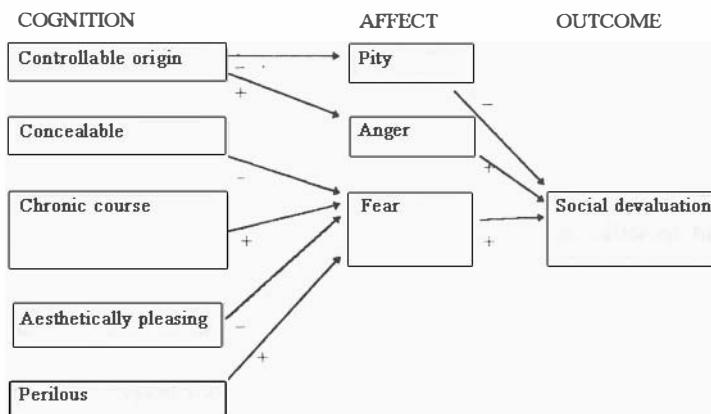 COGNITION AFFECT OUTCOME
Controllable origin Pity
-
+
-
Concealable Anger
+
-
Chronic course Fear Social devaluation
+ +
Aesthetically pleasing
-
+
Perilous